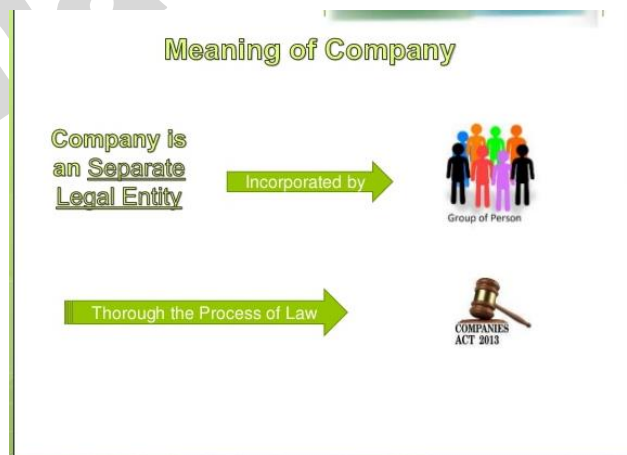 Meaning of Company
Company is
an Separate
Legal Entity
Incorporated by
Group of Person
Thorough the Process of Law
COMPANIES
ACT 2013